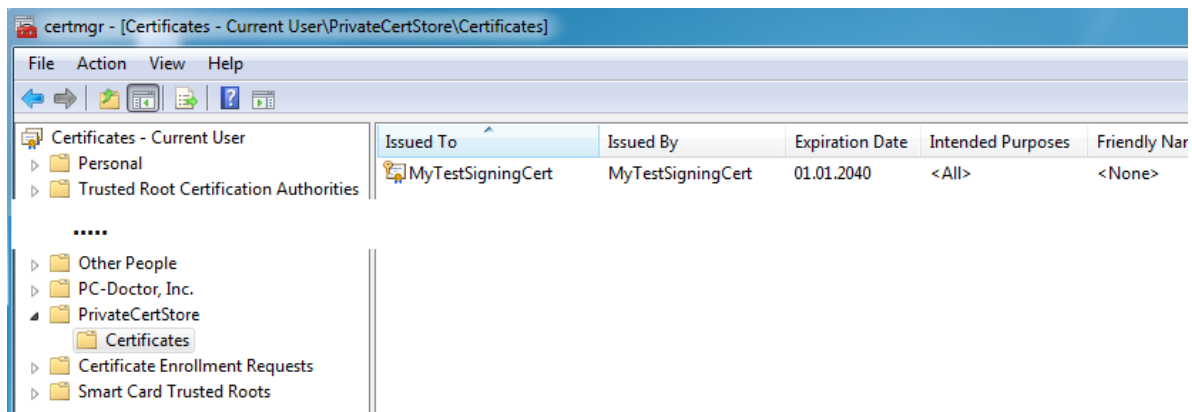 certmgr - [Certificates - Current User\PrivateCertStore\Certificates]
File Action View Help
Certificates - Current User
Personal
Trusted Root Certification Authorities
.....
Other People
PC-Doctor, Inc.
PrivateCertStore
Certificates
Certificate Enrollment Requests
Smart Card Trusted Roots
Issued To Issued By Expiration Date Intended Purposes Friendly Nar
MyTestSigningCert MyTestSigningCert 01.01.2040 <All> <None>